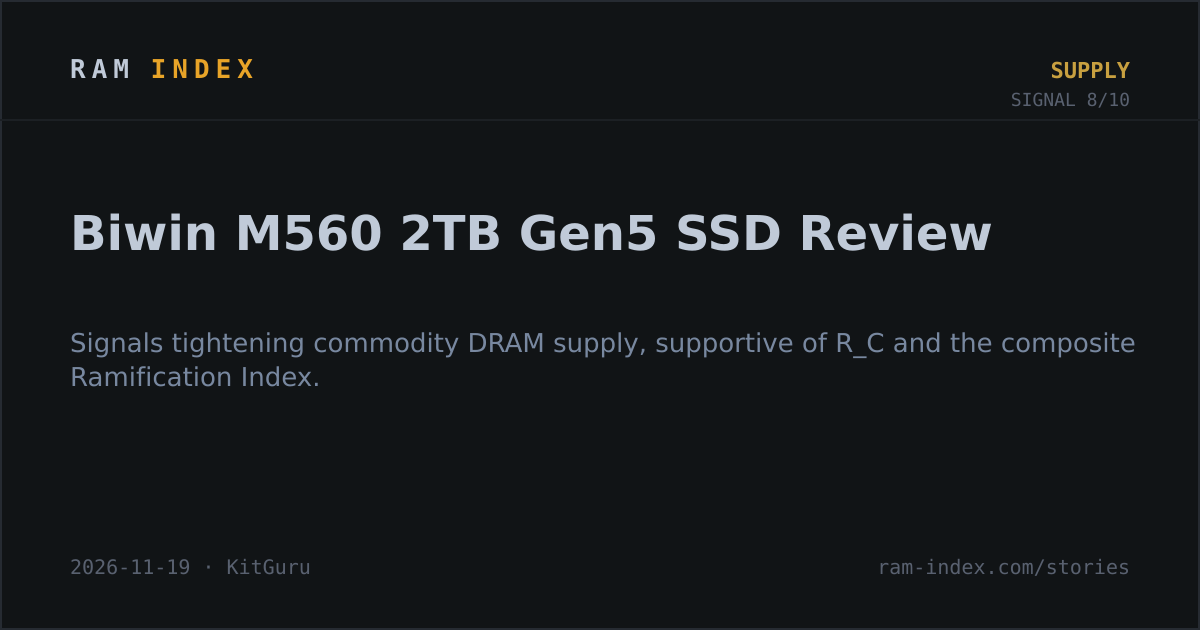 RAM INDEX
SUPPLY
SIGNAL 8/10
Biwin M560 2TB Gen5 SSD Review
Signals tightening commodity DRAM supply, supportive of R_C and the composite
Ramification Index.
2026-11-19 · KitGuru
ram-index.com/stories